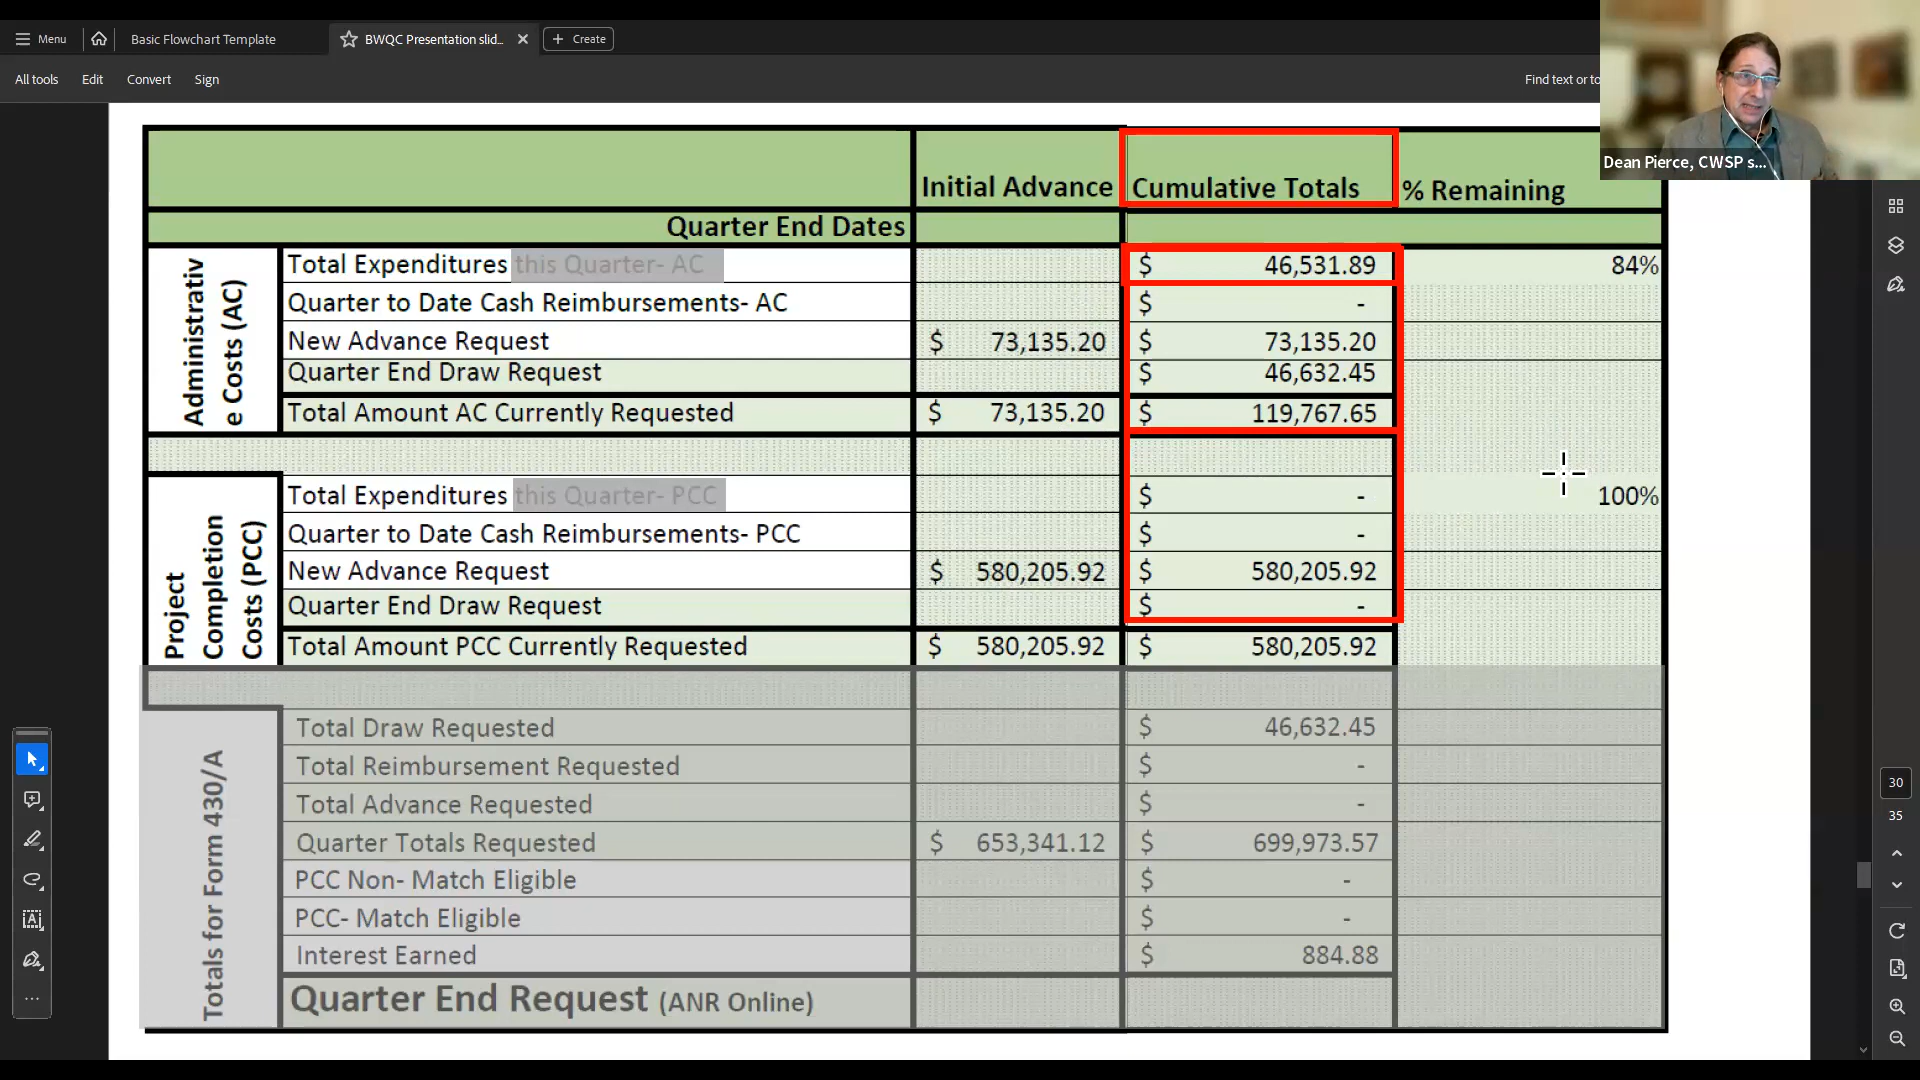 Menu Basic Flowchart Template BWQC Presentation slid... Create
All tools Edit Convert Sign Find text or to
Dean Pierce, CWSP s...
Initial Advance Cumulative Totals % Remaining
Quarter End Dates
Administrativ
e Costs (AC)
Total Expenditures this Quarter- AC $ 46,531.89 84%
Quarter to Date Cash Reimbursements- AC $ -
New Advance Request $ 73,135.20 $ 73,135.20
Quarter End Draw Request $ 46,632.45
Total Amount AC Currently Requested $ 73,135.20 $ 119,767.65
Project
Completion
Costs (PCC)
Total Expenditures this Quarter- PCC $ - 100%
Quarter to Date Cash Reimbursements- PCC $ -
New Advance Request $ 580,205.92 $ 580,205.92
Quarter End Draw Request $ -
Total Amount PCC Currently Requested $ 580,205.92 $ 580,205.92
Totals for Form 430/A
Total Draw Requested $ 46,632.45
Total Reimbursement Requested $ -
Total Advance Requested $ -
Quarter Totals Requested $ 653,341.12 $ 699,973.57
PCC Non- Match Eligible $ -
PCC- Match Eligible $ -
Interest Earned $ 884.88
Quarter End Request (ANR Online)
30
35